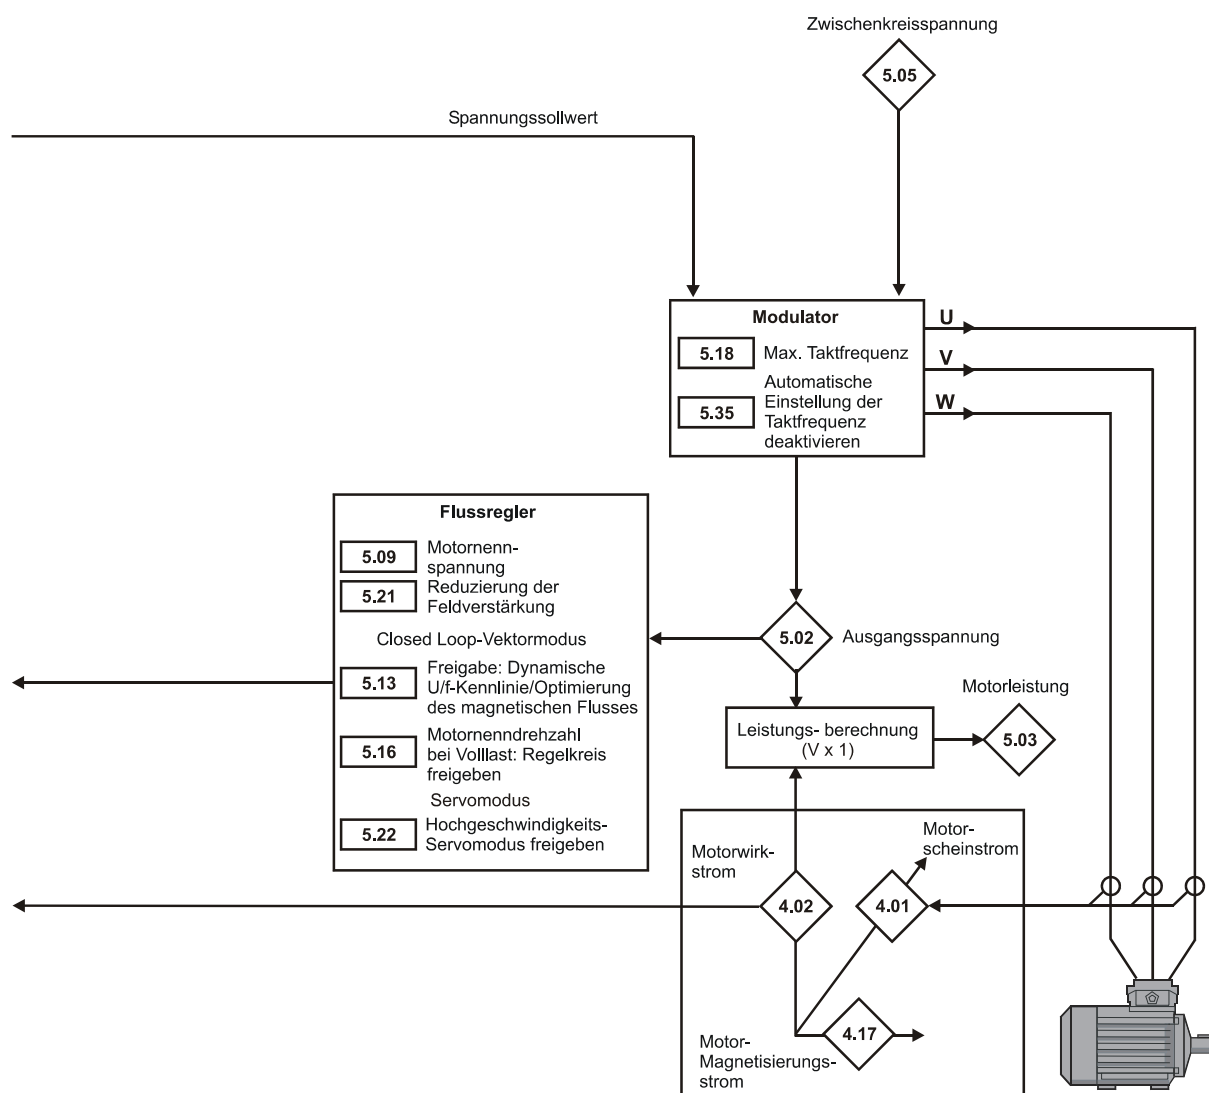 Zwischenkreisspannung
5.05
Spannungssollwert
Modulator
5.18
Max. Taktfrequenz
5.35
Automatische
Einstellung der
Taktfrequenz
deaktivieren
U
V
W
Flussregler
5.09
Motornenn-
spannung
5.21
Reduzierung der
Feldverstärkung
Closed Loop-Vektormodus
5.13
Freigabe: Dynamische
U/f-Kennlinie/Optimierung
des magnetischen Flusses
5.16
Motornenndrehzahl
bei Volllast: Regelkreis
freigeben
Servomodus
5.22
Hochgeschwindigkeits-
Servomodus freigeben
5.02
Ausgangsspannung
Leistungs- berechnung
(V x 1)
Motorleistung
5.03
Motorwirk-
strom
4.02
Motor-
scheinstrom
4.01
4.17
Motor-
Magnetisierungs-
strom